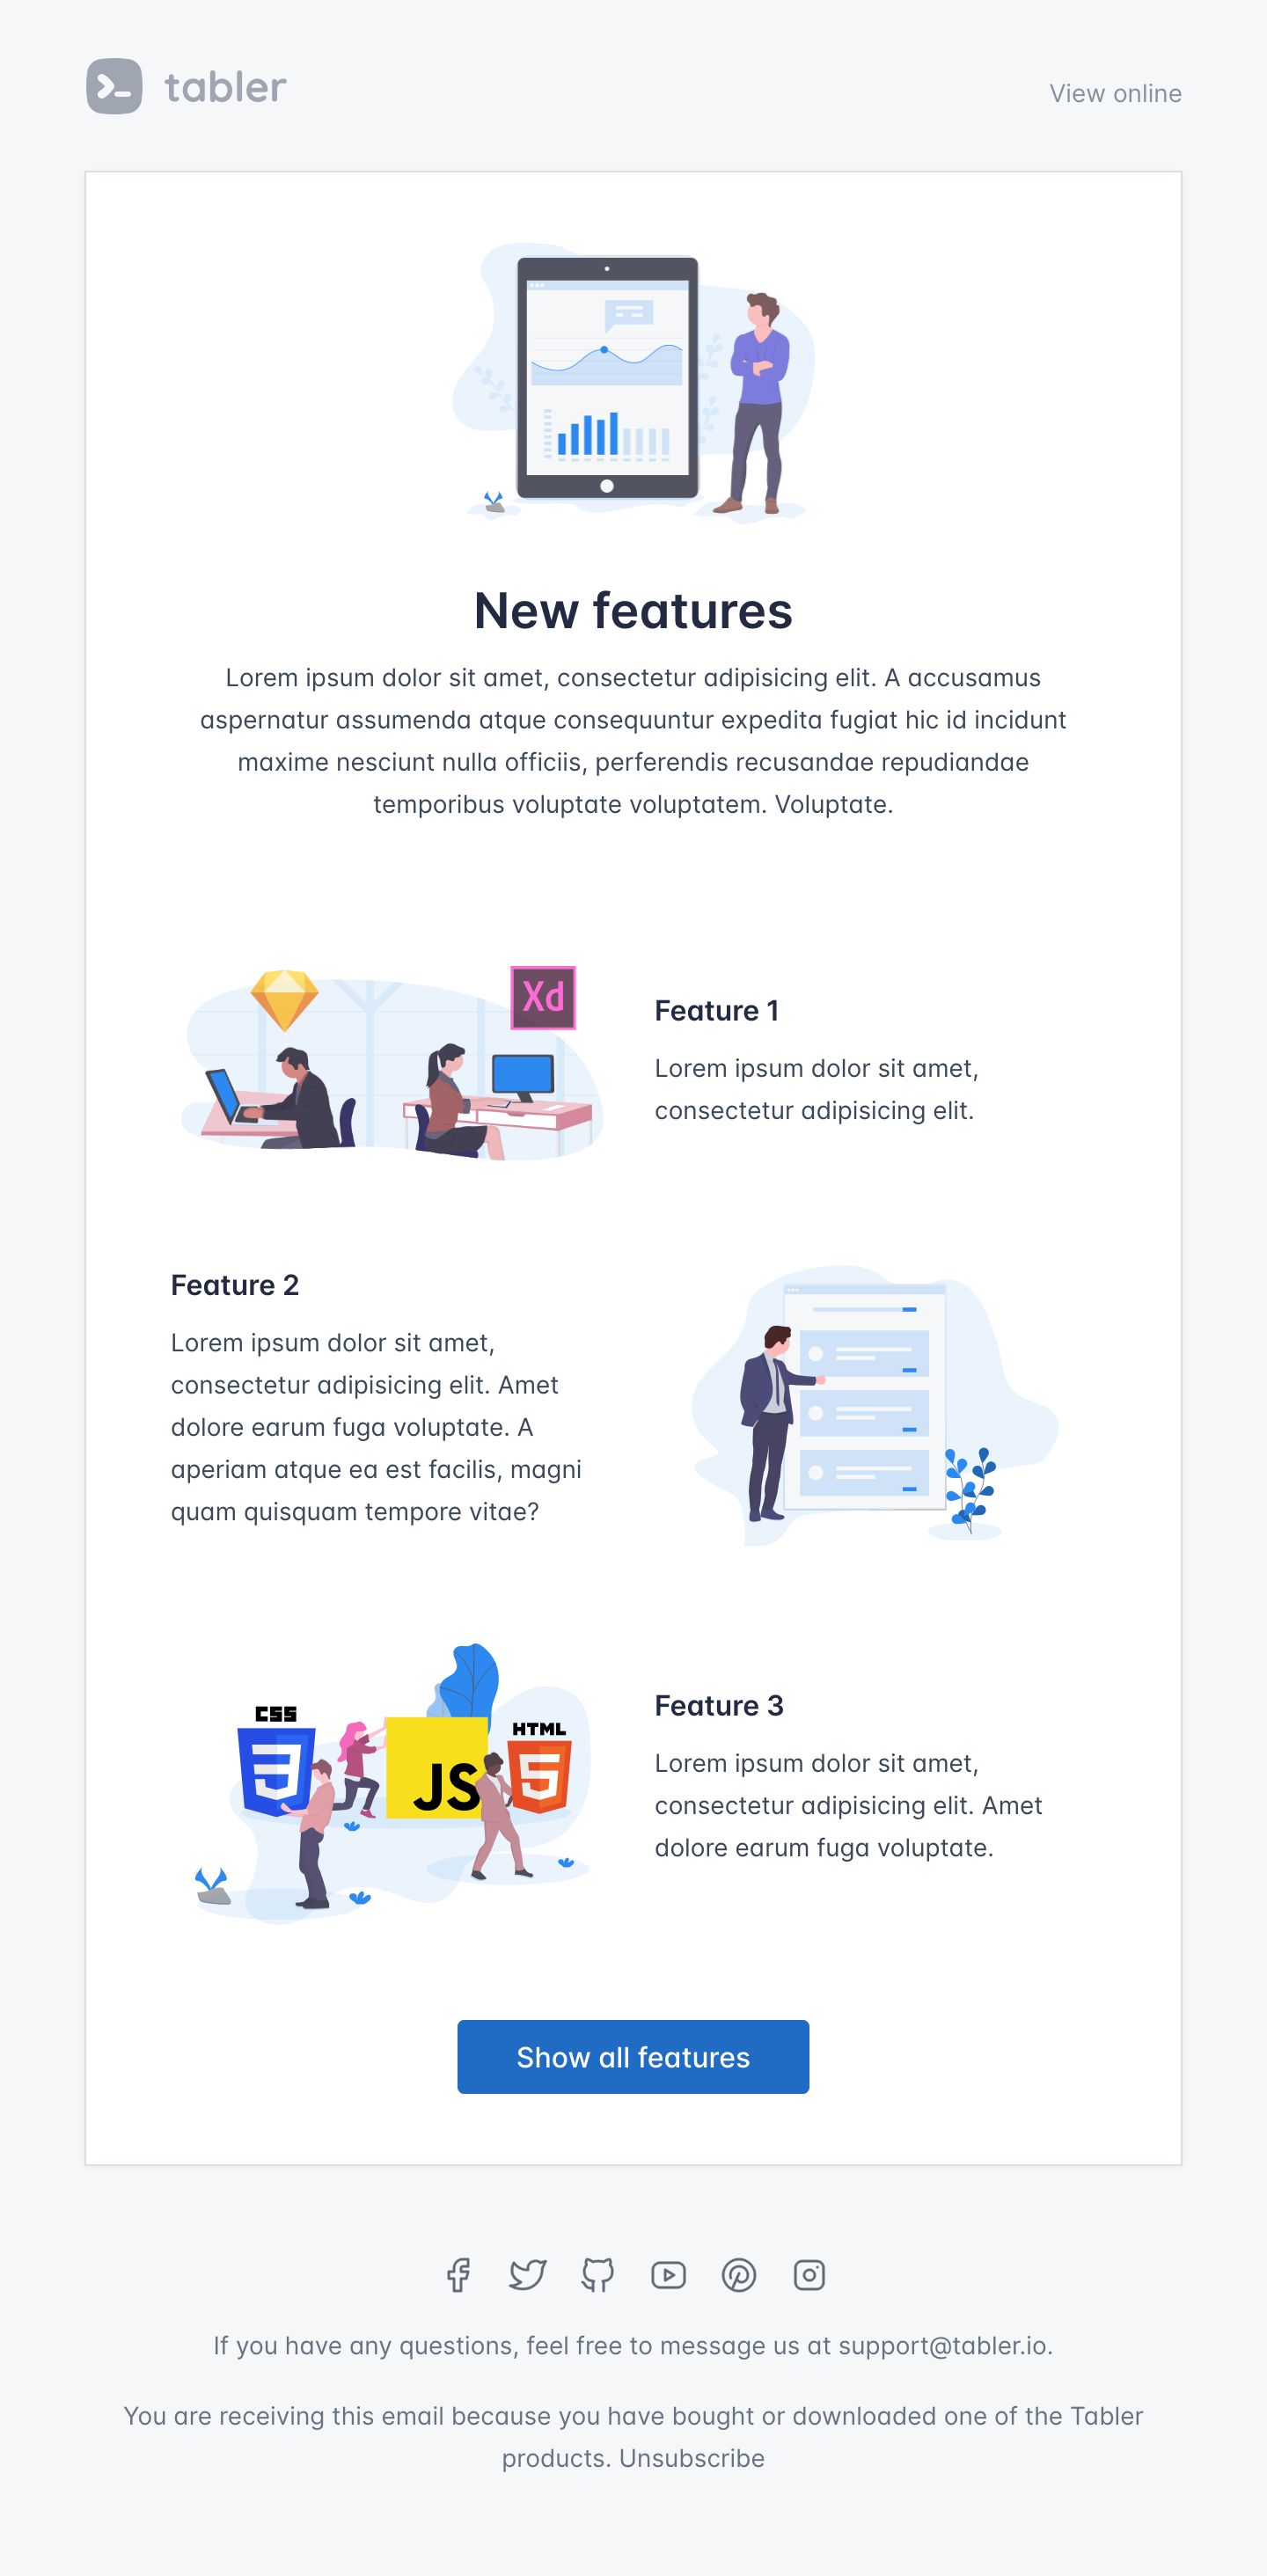 tabler
View online
New features
Lorem ipsum dolor sit amet, consectetur adipisicing elit. A accusamus
aspernatur assumenda atque consequuntur expedita fugiat hic id incidunt
maxime nesciunt nulla officiis, perferendis recusandae repudiandae
temporibus voluptate voluptatem. Voluptate.
Xd
Feature 1
Lorem ipsum dolor sit amet,
consectetur adipisicing elit.
Feature 2
Lorem ipsum dolor sit amet,
consectetur adipisicing elit. Amet
dolore earum fuga voluptate. A
aperiam atque ea est facilis, magni
quam quisquam tempore vitae?
CSS
3
JS
HTML
5
Feature 3
Lorem ipsum dolor sit amet,
consectetur adipisicing elit. Amet
dolore earum fuga voluptate.
Show all features
If you have any questions, feel free to message us at support@tabler.io.
You are receiving this email because you have bought or downloaded one of the Tabler
products. Unsubscribe